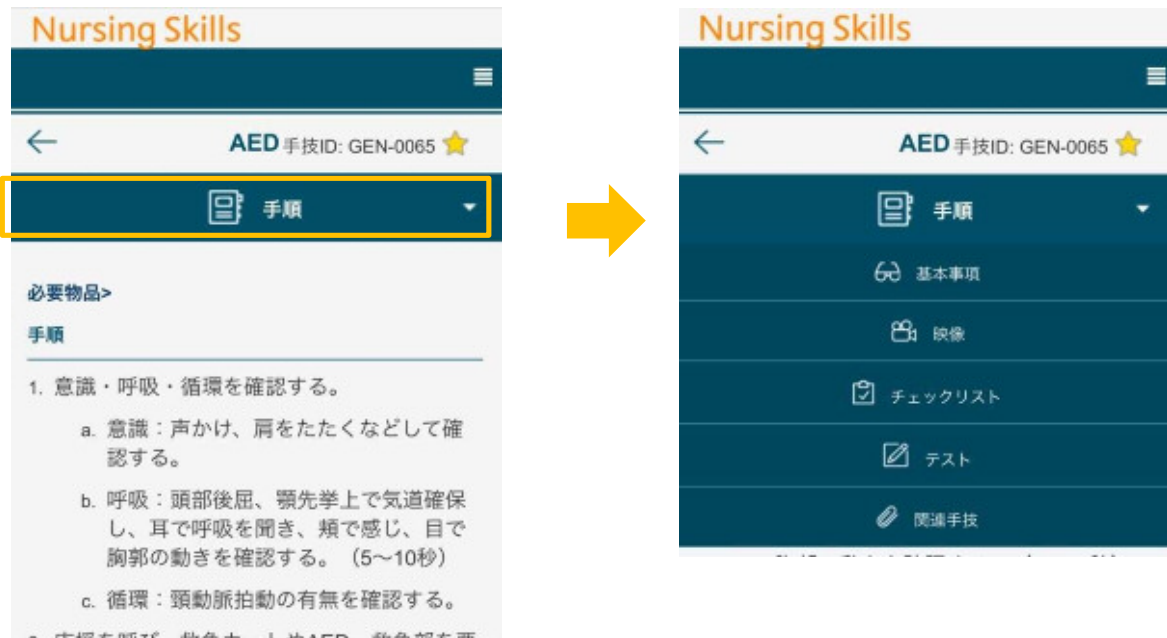 Nursing Skills
AED 手技ID: GEN-0065
手順
必要物品>
手順
1. 意識・呼吸・循環を確認する。
a. 意識：声かけ、肩をたたくなどして確
認する。
b. 呼吸：頭部後屈、顎先挙上で気道確保
し、耳で呼吸を聞き、頬で感じ、目で
胸郭の動きを確認する。（5～10秒）
c. 循環：頸動脈拍動の有無を確認する。
Nursing Skills
AED 手技ID: GEN-0065
手順
基本事項
映像
チェックリスト
テスト
関連手技